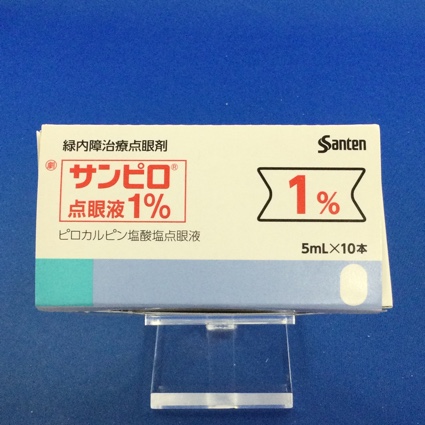 緑内障治療点眼剤
Santen
劇
サンピロ®
点眼液1%
1%
ピロカルピン塩酸塩点眼液
5mL×10本